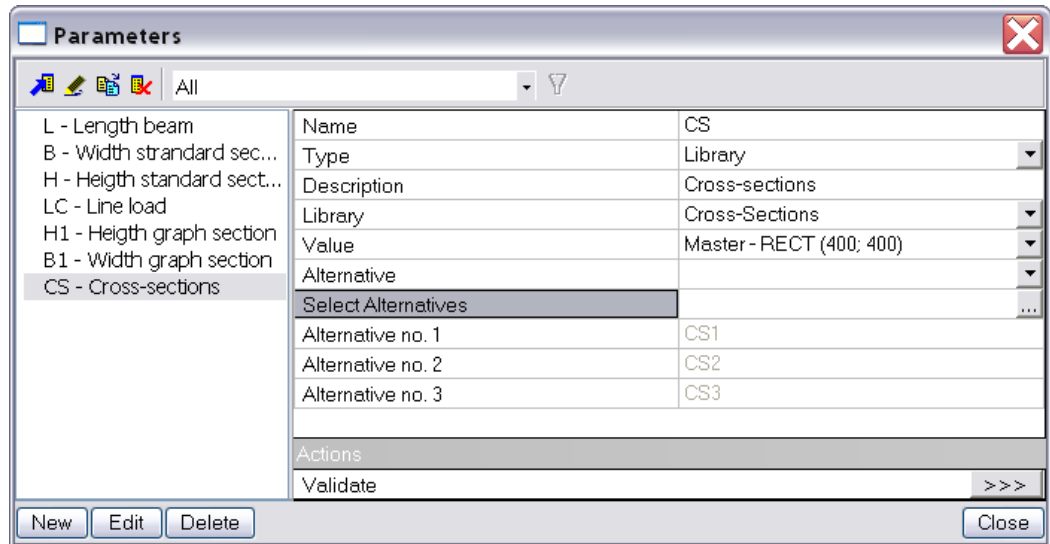 Parameters
All
L - Length beam
B - Width strandard sec...
H - Heigth standard sect...
LC - Line load
H1 - Heigth graph section
B1 - Width graph section
CS - Cross-sections
Name CS
Type Library
Description Cross-sections
Library Cross-Sections
Value Master - RECT (400; 400)
Alternative
Select Alternatives ...
Alternative no. 1 CS1
Alternative no. 2 CS2
Alternative no. 3 CS3
Actions
Validate >>>
New Edit Delete Close